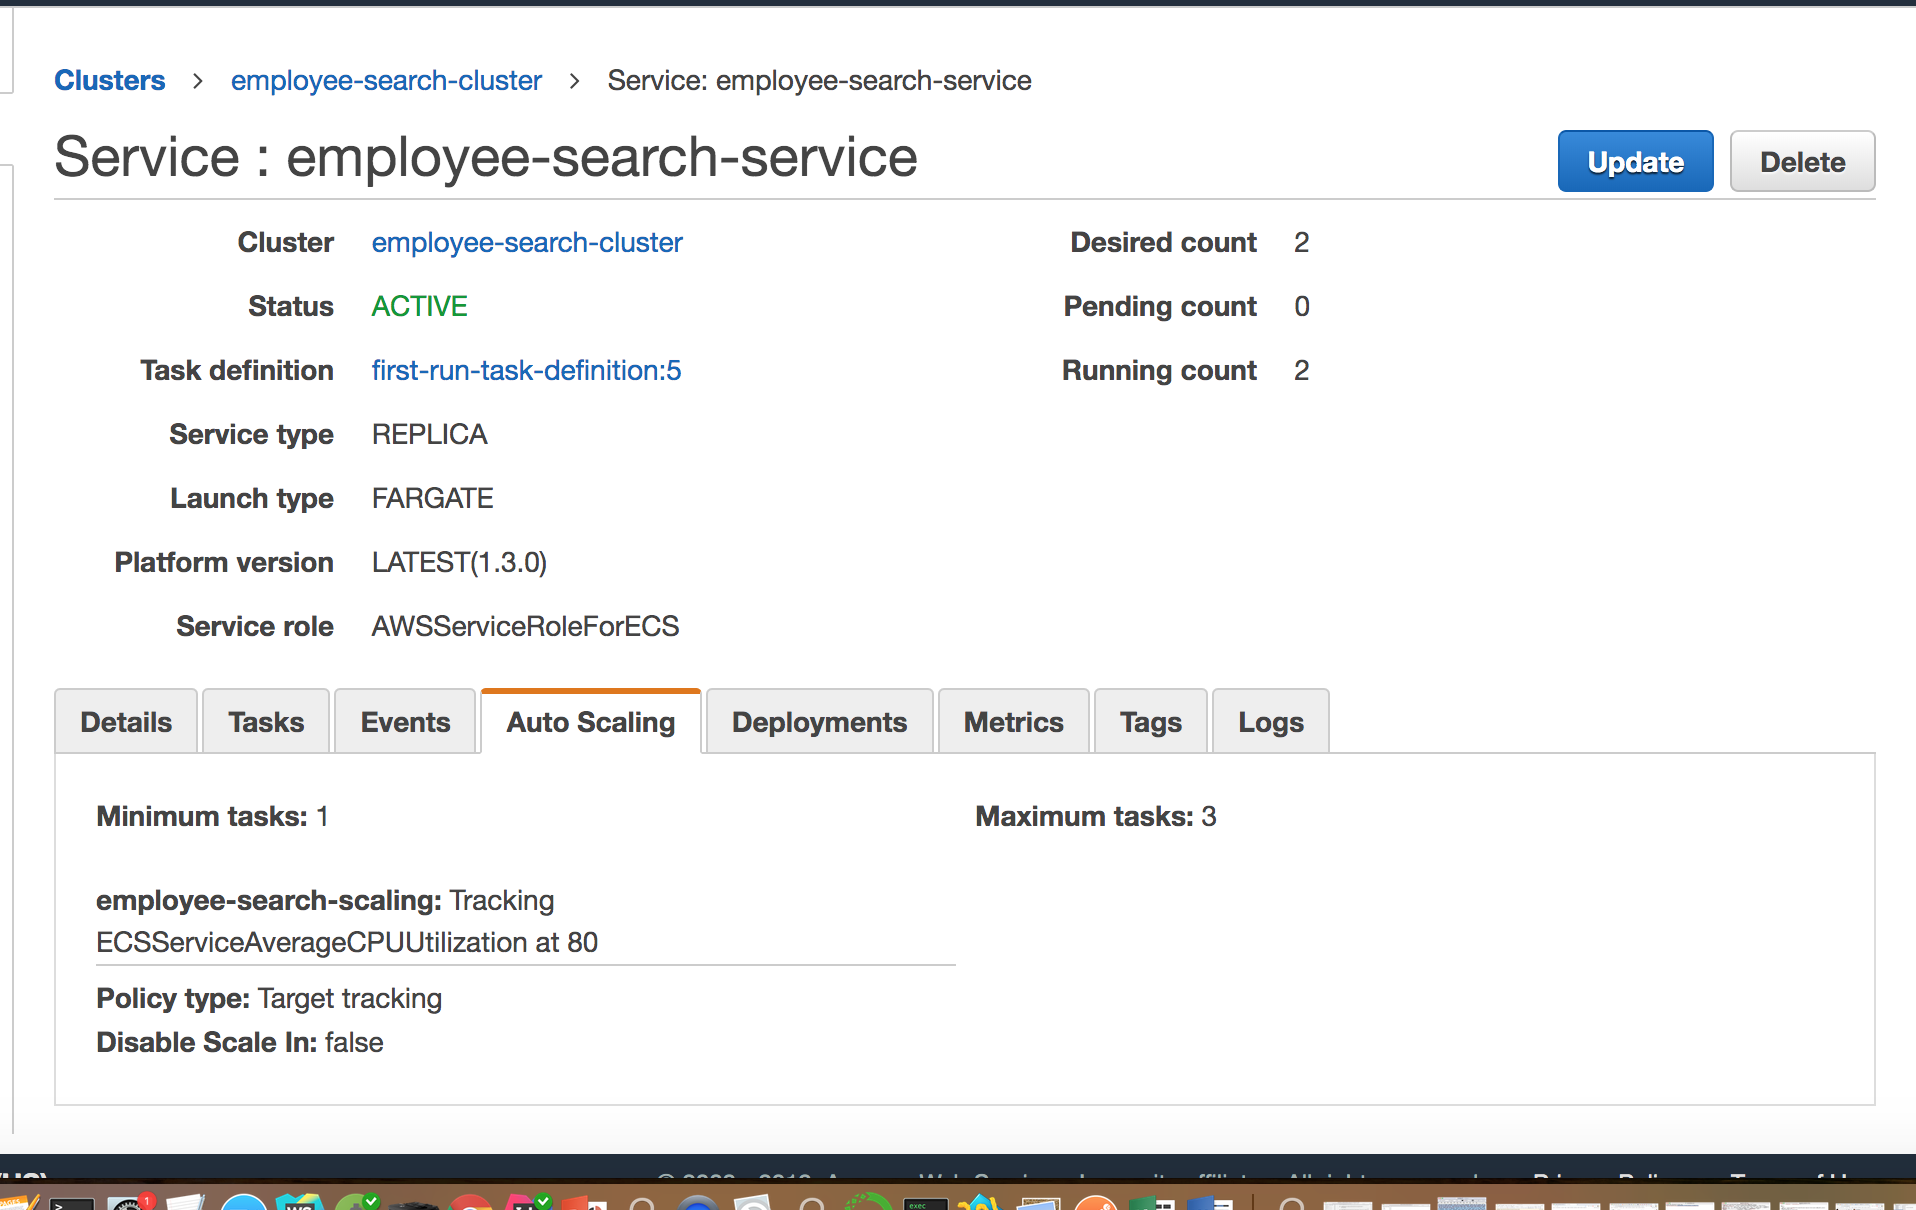 Clusters > employee-search-cluster > Service: employee-search-service
Service : employee-search-service
Update Delete
Cluster employee-search-cluster
Desired count 2
Status ACTIVE
Pending count 0
Task definition first-run-task-definition:5
Running count 2
Service type REPLICA
Launch type FARGATE
Platform version LATEST(1.3.0)
Service role AWSServiceRoleForECS
Details Tasks Events Auto Scaling Deployments Metrics Tags Logs
Minimum tasks: 1
Maximum tasks: 3
employee-search-scaling: Tracking
ECSServiceAverageCPUUtilization at 80
Policy type: Target tracking
Disable Scale In: false